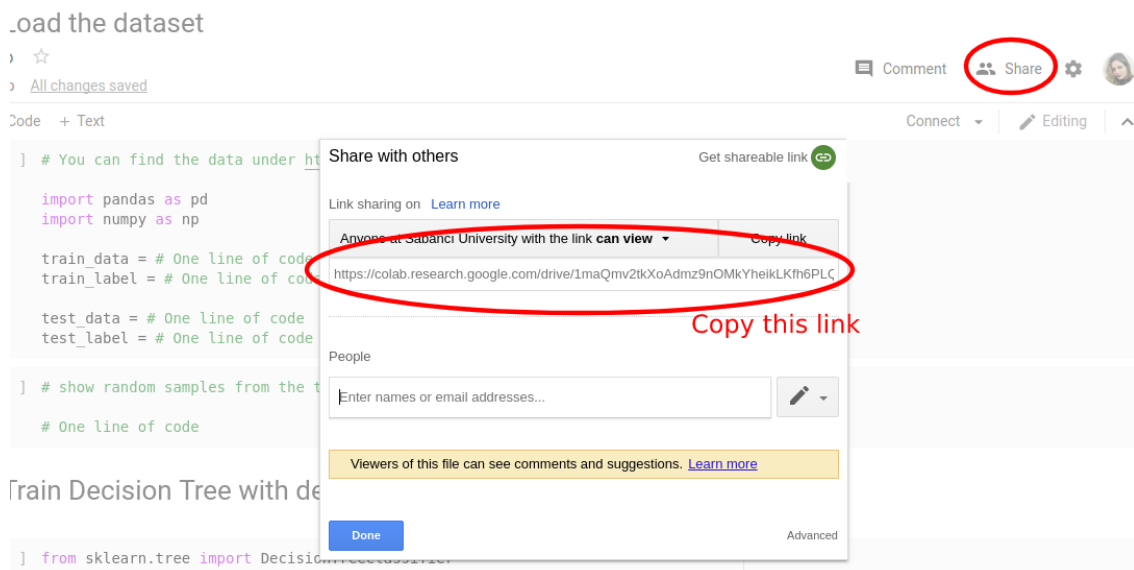 Load the dataset
All changes saved
Comment
Share
Code + Text
Connect
Editing
] # You can find the data under ht
import pandas as pd
import numpy as np
train_data = # One line of code
train_label = # One line of cod
test_data = # One line of code
test_label = # One line of code
] # show random samples from the t
# One line of code
Train Decision Tree with de
] from sklearn.tree import DecisionTreeClassifier
Share with others
Get shareable link
Link sharing on Learn more
Anyone at Sabancı University with the link can view
Copy link
https://colab.research.google.com/drive/1maQmv2tkXoAdmz9nOMkYheikLKfh6PLC
Copy this link
People
Enter names or email addresses...
Viewers of this file can see comments and suggestions. Learn more
Done
Advanced